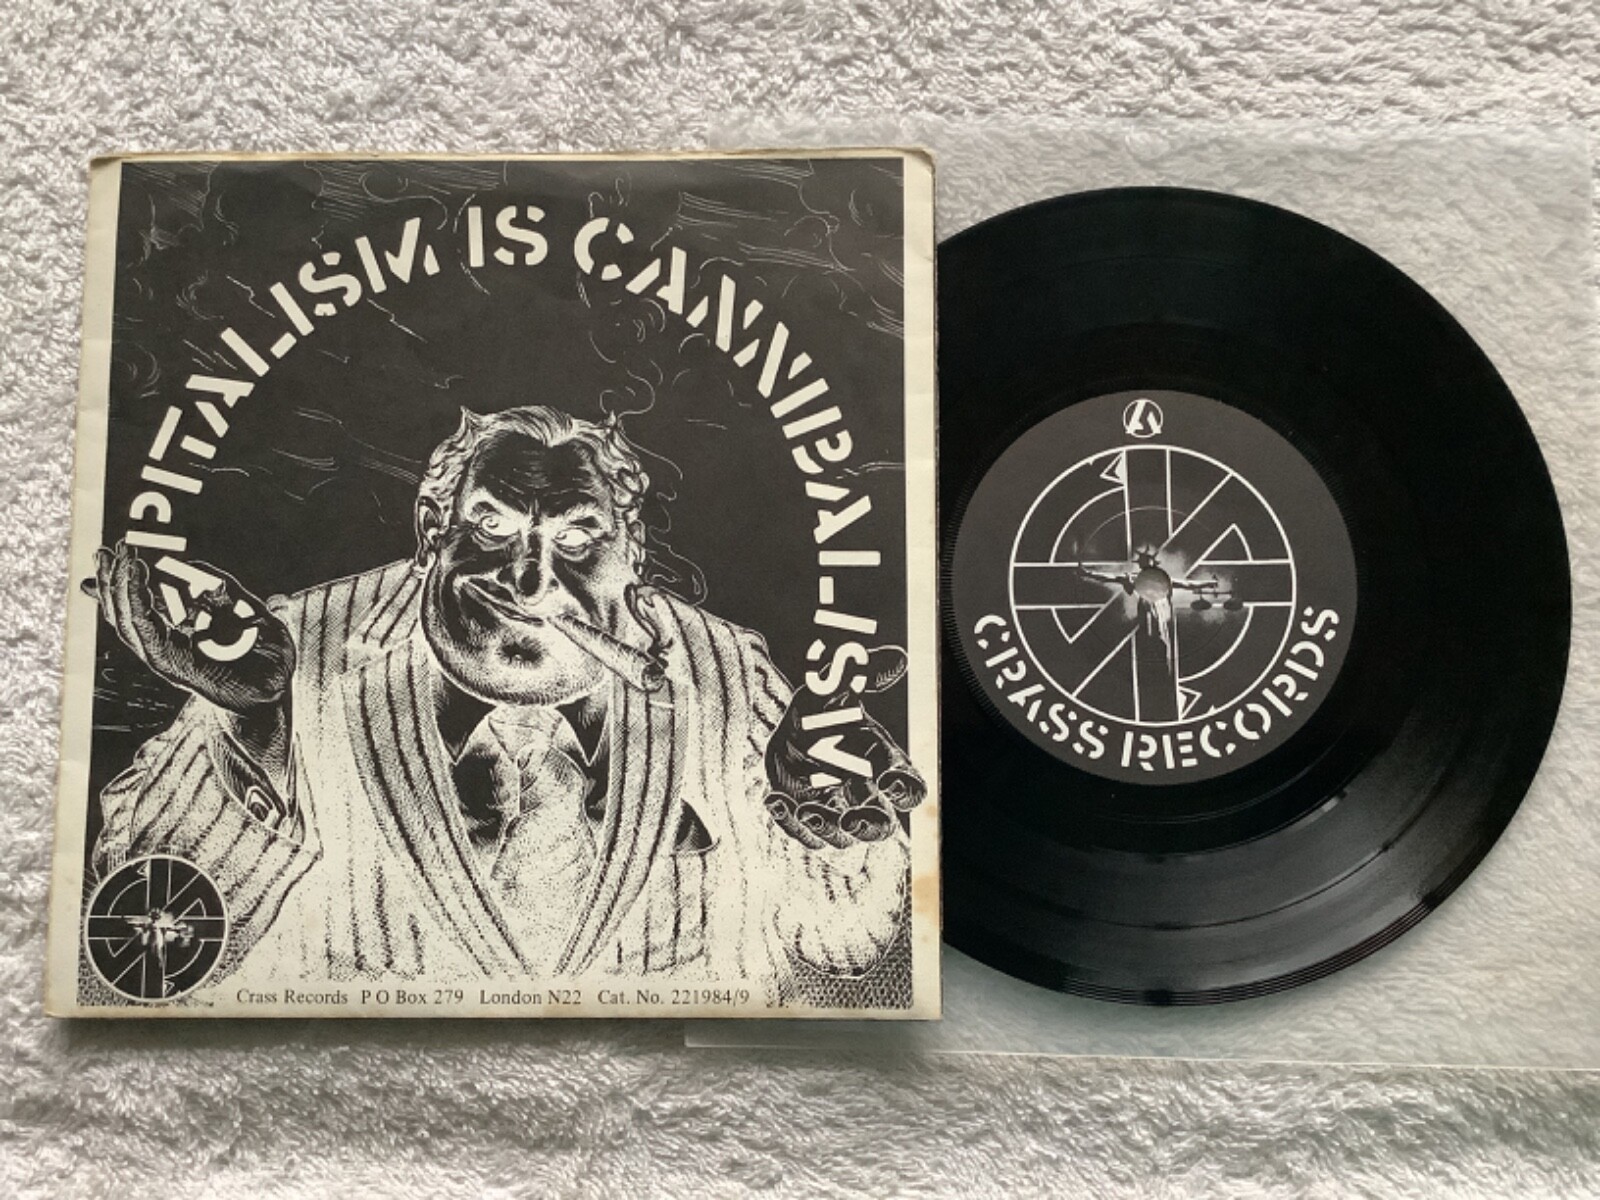 CAPITALISM IS CANNIBALISM
Crass Records P O Box 279 London N22 Cat. No. 221984/9
CRASS RECORDS